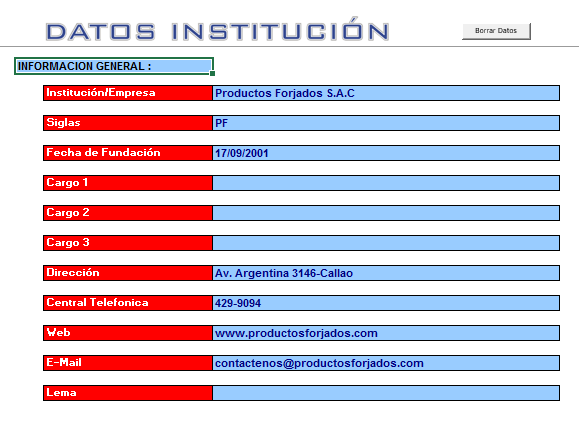 DATOS INSTITUCIÓN
Borrar Datos
INFORMACION GENERAL :
Institución/Empresa Productos Forjados S.A.C
Siglas PF
Fecha de Fundación 17/09/2001
Cargo 1
Cargo 2
Cargo 3
Dirección Av. Argentina 3146-Callao
Central Telefonica 429-9094
Web www.productosforjados.com
E-Mail contactenos@productosforjados.com
Lema